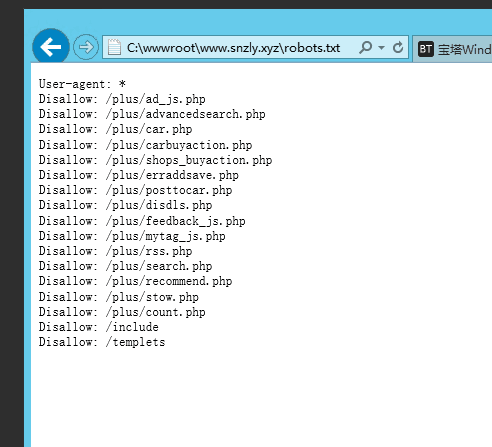 C:\wwwroot\www.snzly.xyz\robots.txt
BT 宝塔Wind
User-agent: *
Disallow: /plus/ad_js.php
Disallow: /plus/advancedsearch.php
Disallow: /plus/car.php
Disallow: /plus/carbuyaction.php
Disallow: /plus/shops_buyaction.php
Disallow: /plus/erraddsave.php
Disallow: /plus/posttocar.php
Disallow: /plus/disdls.php
Disallow: /plus/feedback_js.php
Disallow: /plus/mytag_js.php
Disallow: /plus/rss.php
Disallow: /plus/search.php
Disallow: /plus/recommend.php
Disallow: /plus/stow.php
Disallow: /plus/count.php
Disallow: /include
Disallow: /templets